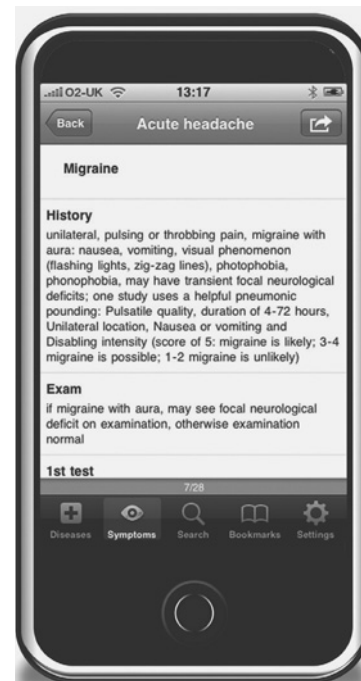 O2-UK 13:17
Back Acute headache
Migraine
History
unilateral, pulsing or throbbing pain, migraine with
aura: nausea, vomiting, visual phenomenon
(flashing lights, zig-zag lines), photophobia,
phonophobia, may have transient focal neurological
deficits; one study uses a helpful pneumonic
pounding: Pulsatile quality, duration of 4-72 hours,
Unilateral location, Nausea or vomiting and
Disabling intensity (score of 5: migraine is likely; 3-4
migraine is possible; 1-2 migraine is unlikely)
Exam
if migraine with aura, may see focal neurological
deficit on examination, otherwise examination
normal
1st test
7/28
Diseases Symptoms Search Bookmarks Settings